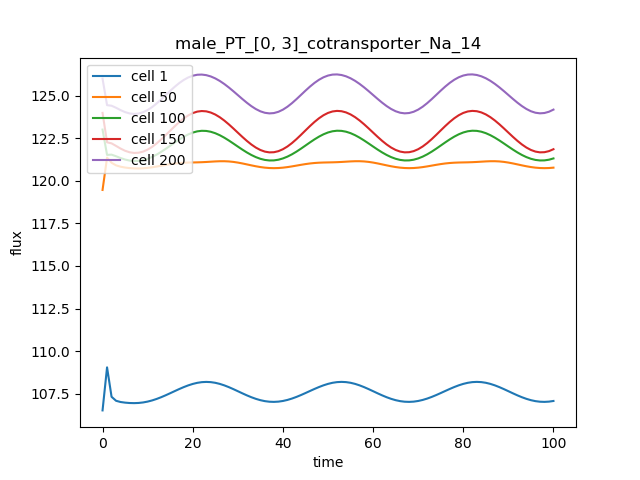 male_PT_[0, 3]_cotransporter_Na_14
cell 1
cell 50
cell 100
cell 150
cell 200
125.0
122.5
120.0
117.5
115.0
112.5
110.0
107.5
flux
0
20
40
60
80
100
time